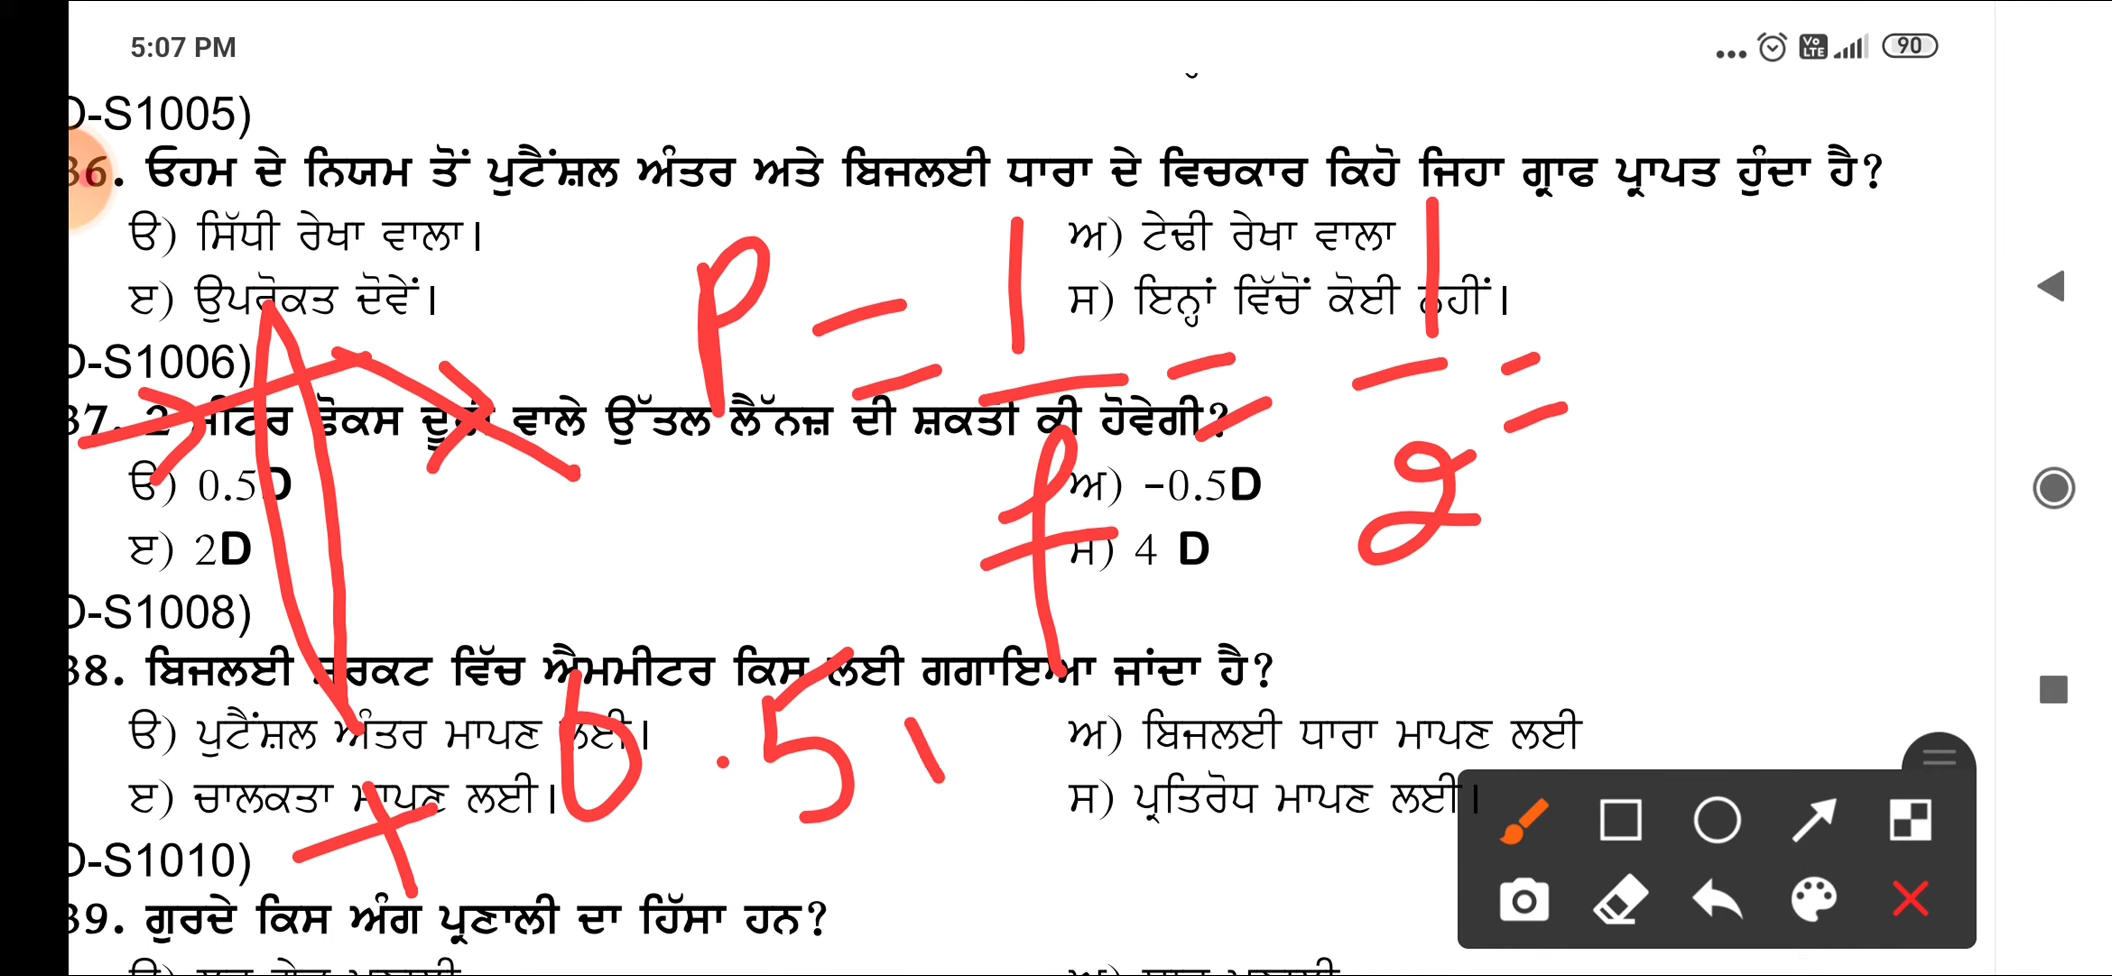 5:07 PM
90
D-S1005)
36. ਓਹਮ ਦੇ ਨਿਯਮ ਤੋਂ ਪੁਟੈਂਸ਼ਲ ਅੰਤਰ ਅਤੇ ਬਿਜਲਈ ਧਾਰਾ ਦੇ ਵਿਚਕਾਰ ਕਿਹੋ ਜਿਹਾ ਗ੍ਰਾਫ ਪ੍ਰਾਪਤ ਹੁੰਦਾ ਹੈ?
ੳ) ਸਿੱਧੀ ਰੇਖਾ ਵਾਲਾ। ਅ) ਟੇਢੀ ਰੇਖਾ ਵਾਲਾ
ੲ) ਉਪਰੋਕਤ ਦੋਵੇਂ। ਸ) ਇਨ੍ਹਾਂ ਵਿੱਚੋਂ ਕੋਈ ਨਹੀਂ।
P = 1/f = 1/2 =
D-S1006)
37. 2 ਮੀਟਰ ਫੋਕਸ ਦੂਰੀ ਵਾਲੇ ਉੱਤਲ ਲੈੱਨਜ਼ ਦੀ ਸ਼ਕਤੀ ਕੀ ਹੋਵੇਗੀ?
ੳ) 0.5D ਅ) -0.5D
ੲ) 2D ਸ) 4 D
D-S1008)
38. ਬਿਜਲਈ ਸਰਕਟ ਵਿੱਚ ਐਮਮੀਟਰ ਕਿਸ ਲਈ ਗਗਾਇਆ ਜਾਂਦਾ ਹੈ?
ੳ) ਪੁਟੈਂਸ਼ਲ ਅੰਤਰ ਮਾਪਣ ਲਈ। ਅ) ਬਿਜਲਈ ਧਾਰਾ ਮਾਪਣ ਲਈ
ੲ) ਚਾਲਕਤਾ ਮਾਪਣ ਲਈ। ਸ) ਪ੍ਰਤਿਰੋਧ ਮਾਪਣ ਲਈ।
+ 0.5
D-S1010)
39. ਗੁਰਦੇ ਕਿਸ ਅੰਗ ਪ੍ਰਣਾਲੀ ਦਾ ਹਿੱਸਾ ਹਨ?